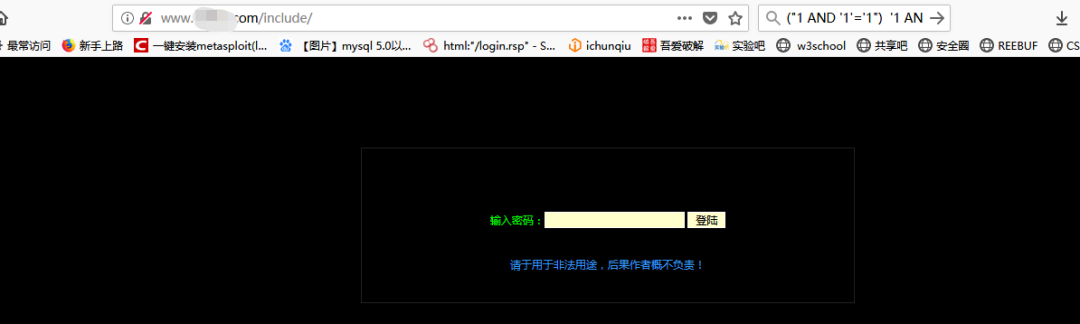 www. .com/include/ ("1 AND '1'='1") '1 AN
最常访问 新手上路 一键安装metasploit(l... 【图片】mysql 5.0以... html:"/login.rsp" - S... ichunqiu 吾爱破解 实验吧 w3school 共享吧 安全圈 REEBUF CS
输入密码： 登陆
请于用于非法用途，后果作者概不负责！